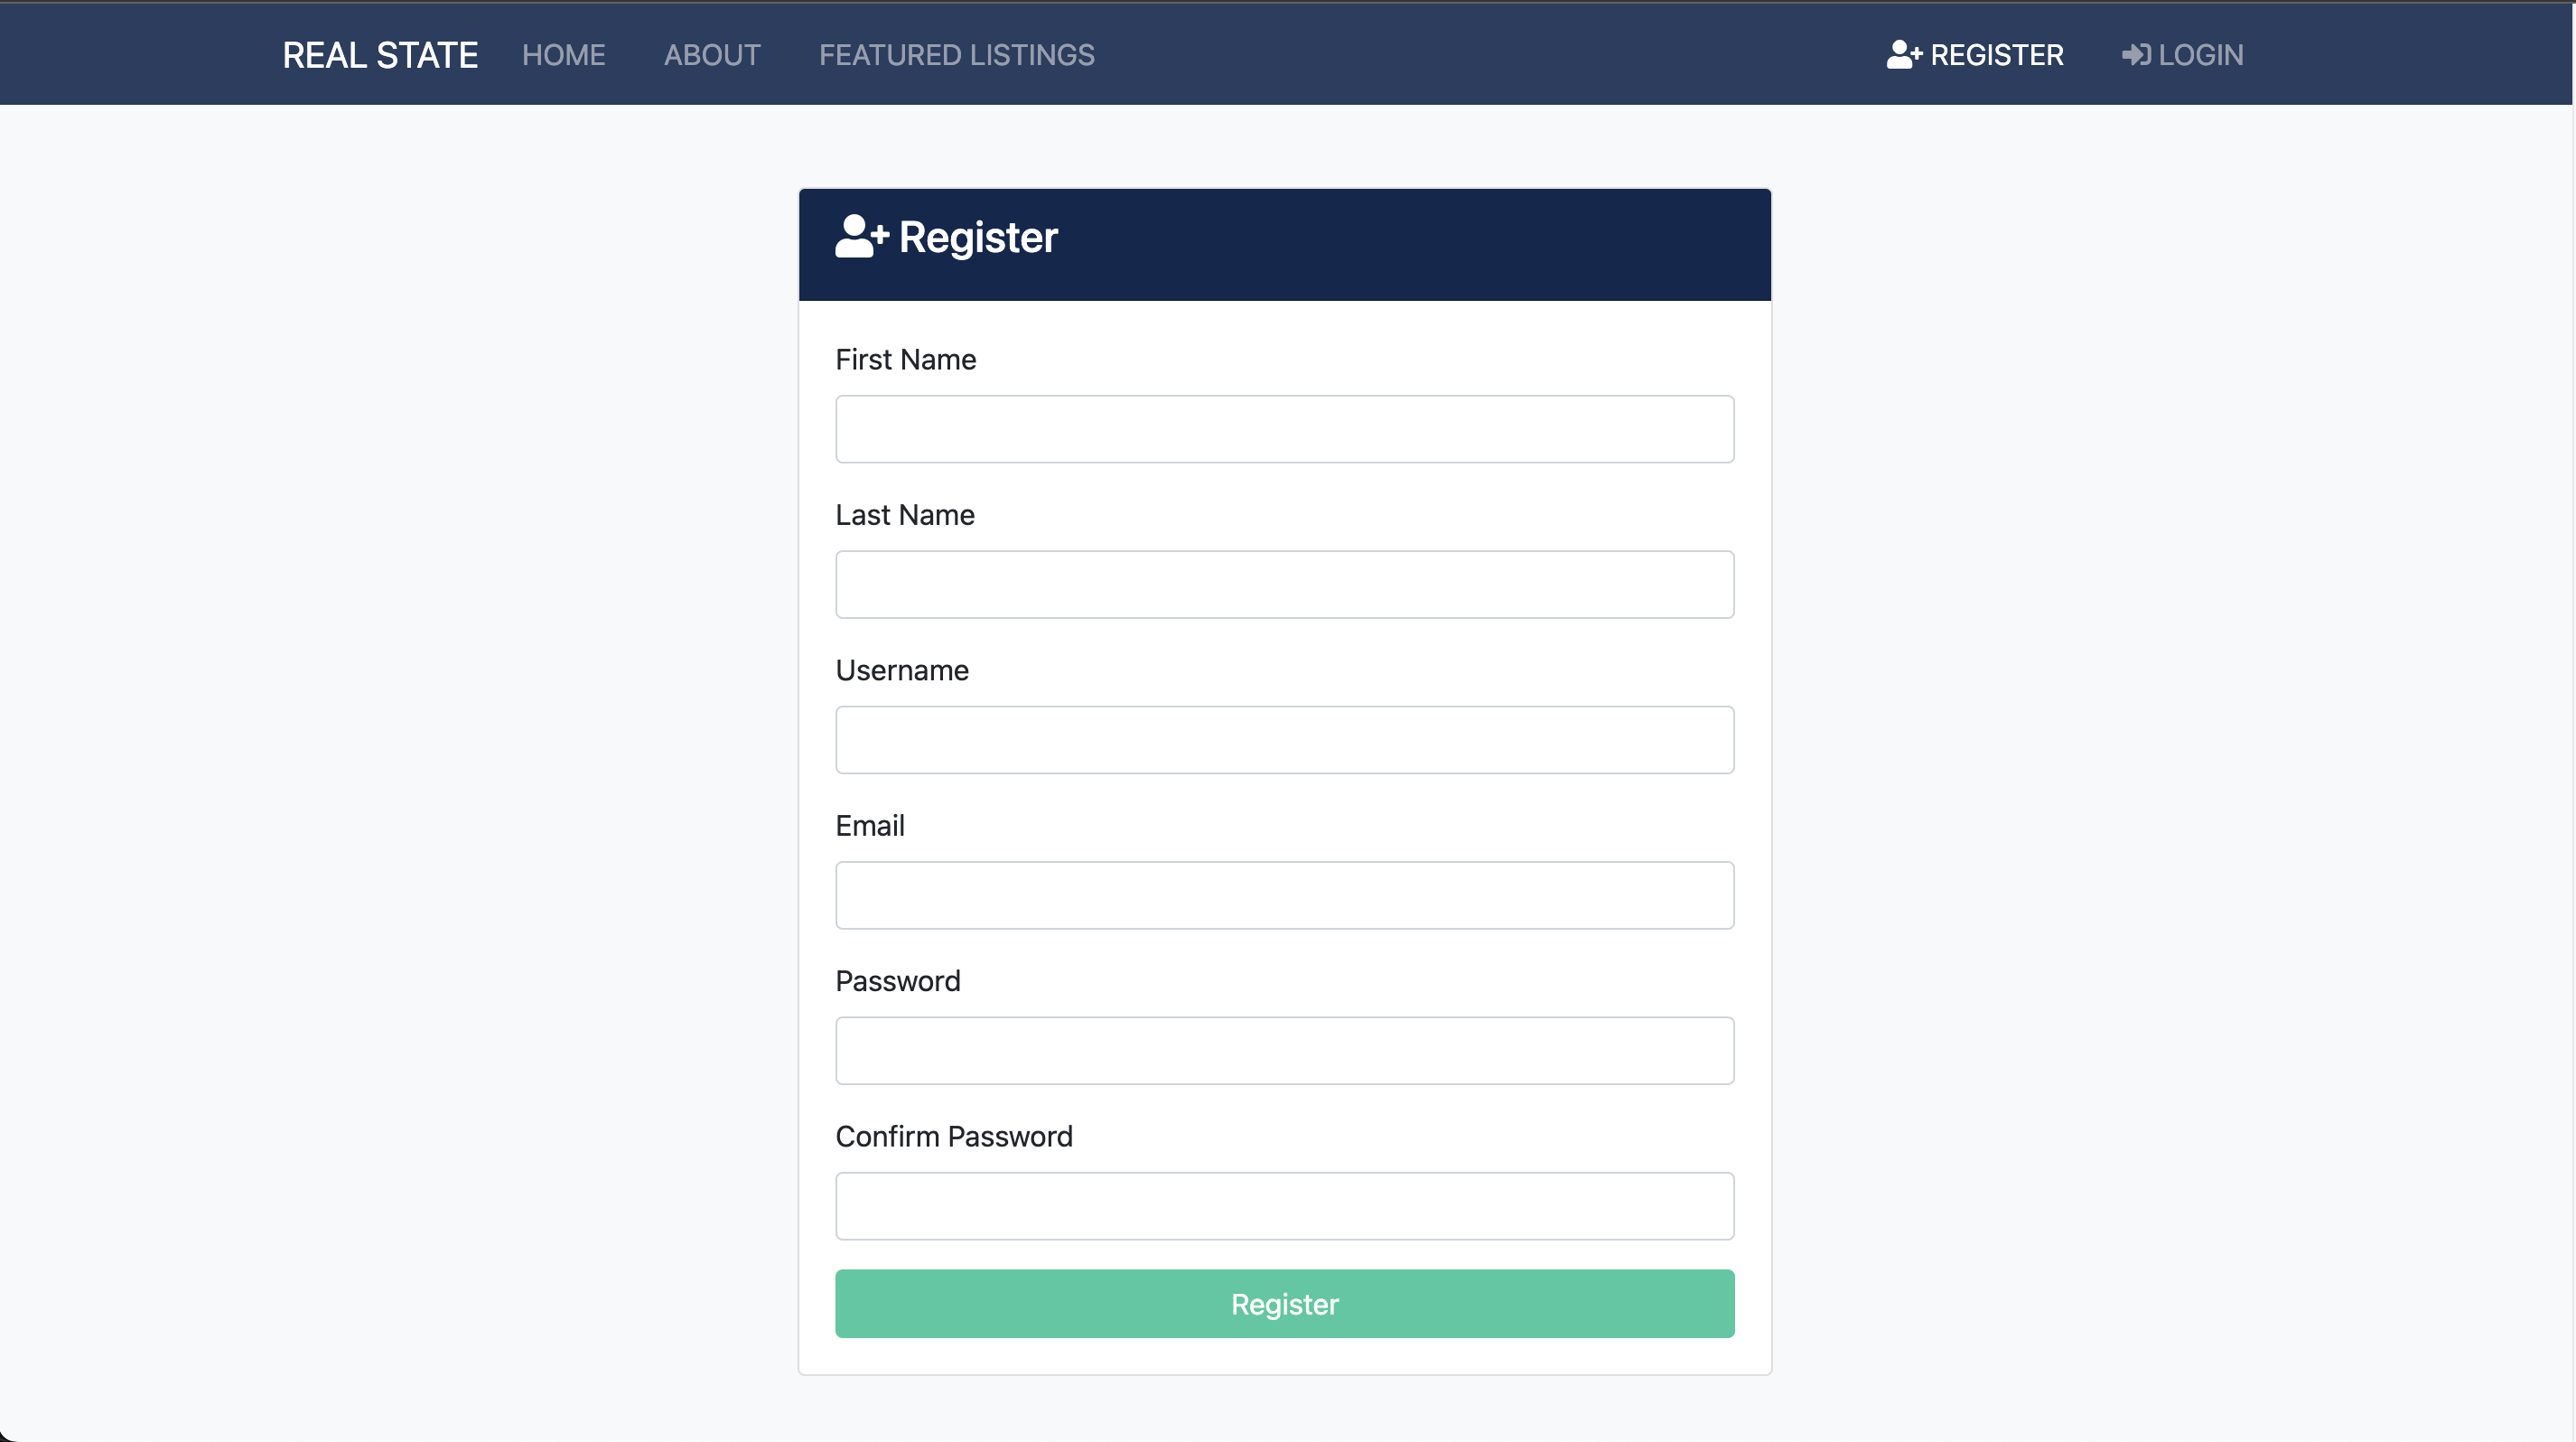 REAL STATE HOME ABOUT FEATURED LISTINGS REGISTER LOGIN
Register
First Name
Last Name
Username
Email
Password
Confirm Password
Register